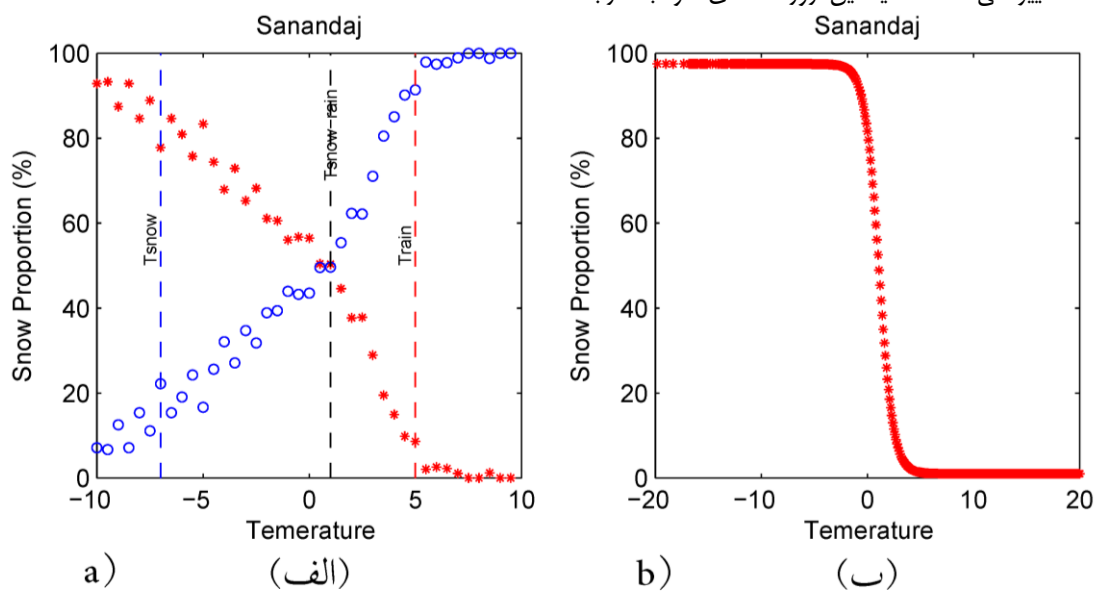 Sanandaj
100
80
60
40
20
0
Snow Proportion (%)
Tsnow
Tsnow-rain
Train
−10 −5 0 5 10
Temerature
a) (الف)
Sanandaj
100
80
60
40
20
0
Snow Proportion (%)
−20 −10 0 10 20
Temerature
b) (ب)